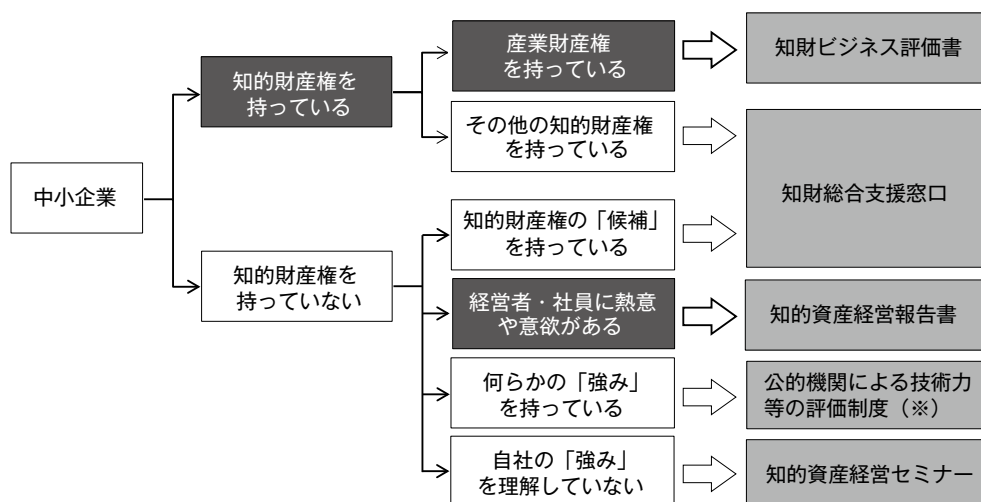 中小企業
知的財産権を
持っている
知的財産権を
持っていない
産業財産権
を持っている
その他の知的財産権
を持っている
知的財産権の「候補」
を持っている
経営者・社員に熱意
や意欲がある
何らかの「強み」
を持っている
自社の「強み」
を理解していない
知財ビジネス評価書
知財総合支援窓口
知的資産経営報告書
公的機関による技術力
等の評価制度（※）
知的資産経営セミナー